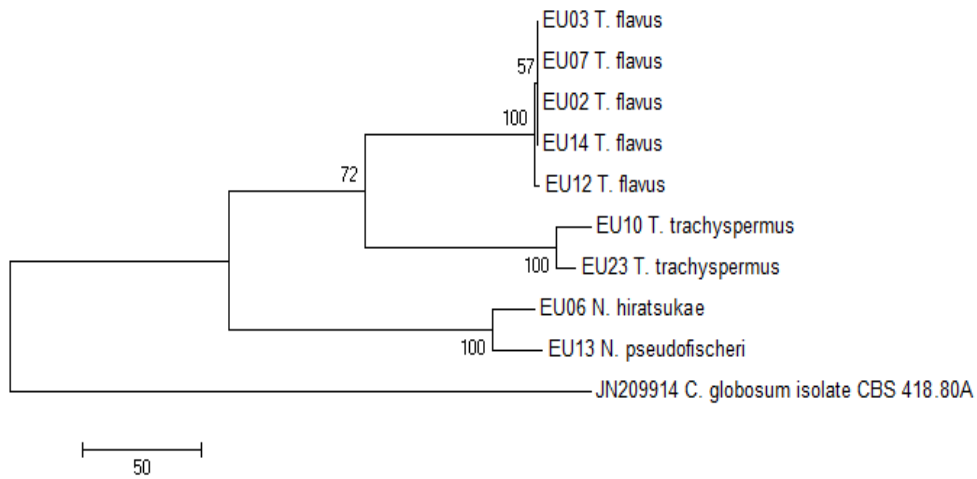 EU03 T. flavus
EU07 T. flavus
57
EU02 T. flavus
100
EU14 T. flavus
72
EU12 T. flavus
EU10 T. trachyspermus
100
EU23 T. trachyspermus
EU06 N. hiratsukae
100
EU13 N. pseudofischeri
JN209914 C. globosum isolate CBS 418.80A
50